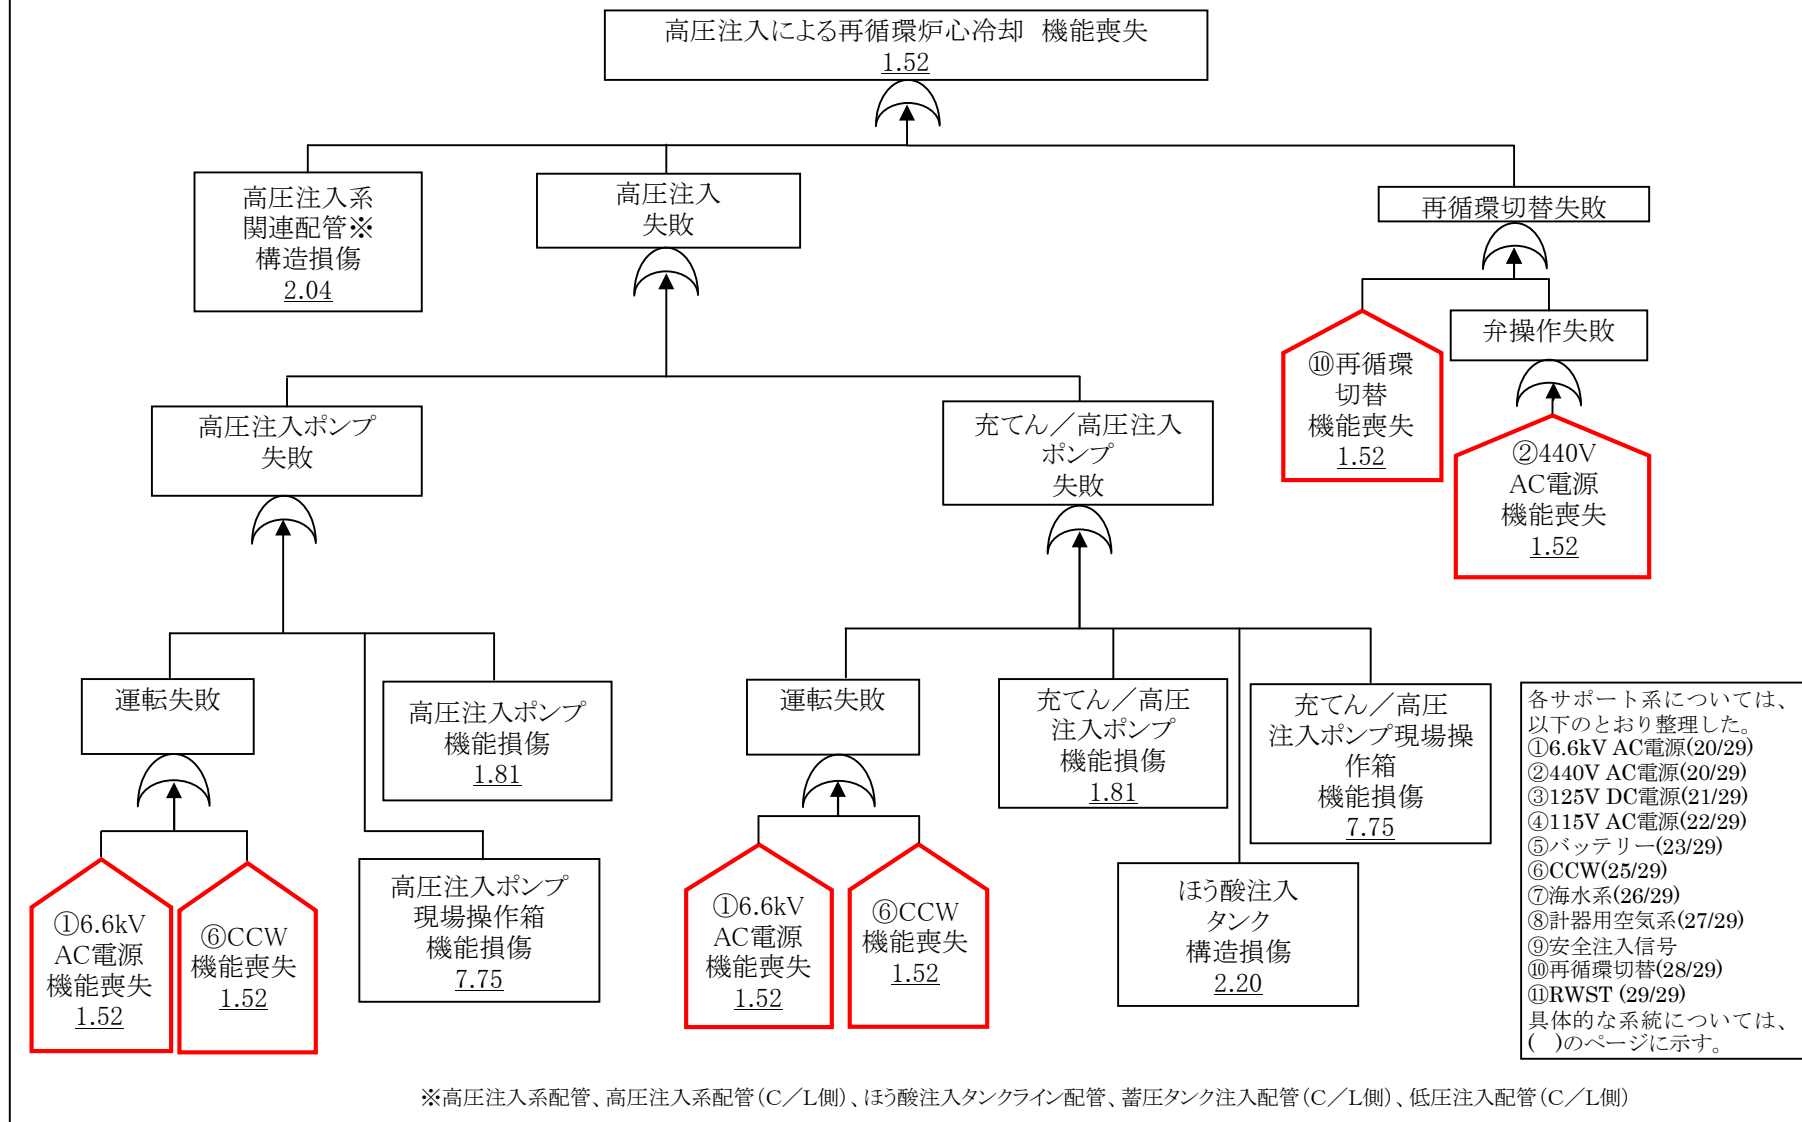 高圧注入による再循環炉心冷却 機能喪失
1.52
高圧注入系
関連配管※
構造損傷
2.04
高圧注入
失敗
再循環切替失敗
⑩再循環
切替
機能喪失
1.52
弁操作失敗
②440V
AC電源
機能喪失
1.52
高圧注入ポンプ
失敗
充てん／高圧注入
ポンプ
失敗
運転失敗
高圧注入ポンプ
機能損傷
1.81
高圧注入ポンプ
現場操作箱
機能損傷
7.75
①6.6kV
AC電源
機能喪失
1.52
⑥CCW
機能喪失
1.52
運転失敗
充てん／高圧
注入ポンプ
機能損傷
1.81
充てん／高圧
注入ポンプ現場操
作箱
機能損傷
7.75
①6.6kV
AC電源
機能喪失
1.52
⑥CCW
機能喪失
1.52
ほう酸注入
タンク
構造損傷
2.20
各サポート系については、
以下のとおり整理した。
①6.6kV AC電源(20/29)
②440V AC電源(20/29)
③125V DC電源(21/29)
④115V AC電源(22/29)
⑤バッテリー(23/29)
⑥CCW(25/29)
⑦海水系(26/29)
⑧計器用空気系(27/29)
⑨安全注入信号
⑩再循環切替(28/29)
⑪RWST (29/29)
具体的な系統については、
( )のページに示す。
※高圧注入系配管、高圧注入系配管（C／L側）、ほう酸注入タンクライン配管、蓄圧タンク注入配管（C／L側）、低圧注入配管（C／L側）